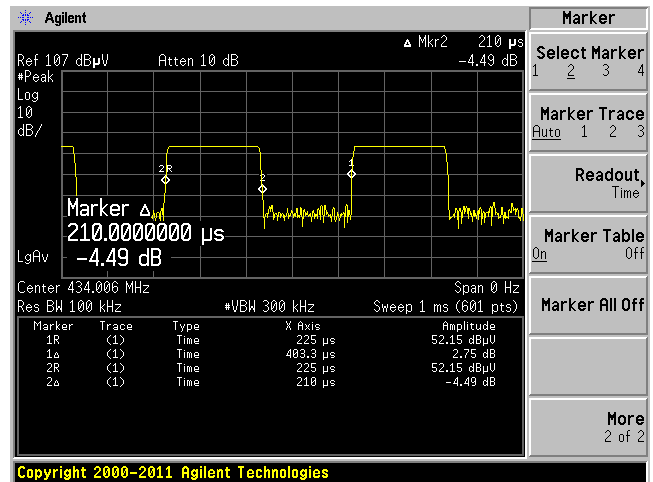 Agilent
Marker
Δ Mkr2 210 µs
Ref 107 dBµV Atten 10 dB -4.49 dB
#Peak
Log
10
dB/
2R
2
1
Marker Δ
210.0000000 µs
-4.49 dB
LgAv
Center 434.006 MHz Span 0 Hz
Res BW 100 kHz #VBW 300 kHz Sweep 1 ms (601 pts)
Marker Trace Type X Axis Amplitude
1R (1) Time 225 µs 52.15 dBµV
1Δ (1) Time 403.3 µs 2.75 dB
2R (1) Time 225 µs 52.15 dBµV
2Δ (1) Time 210 µs -4.49 dB
Select Marker
1 2 3 4
Marker Trace
Auto 1 2 3
Readout
Time
Marker Table
On Off
Marker All Off
More
2 of 2
Copyright 2000-2011 Agilent Technologies